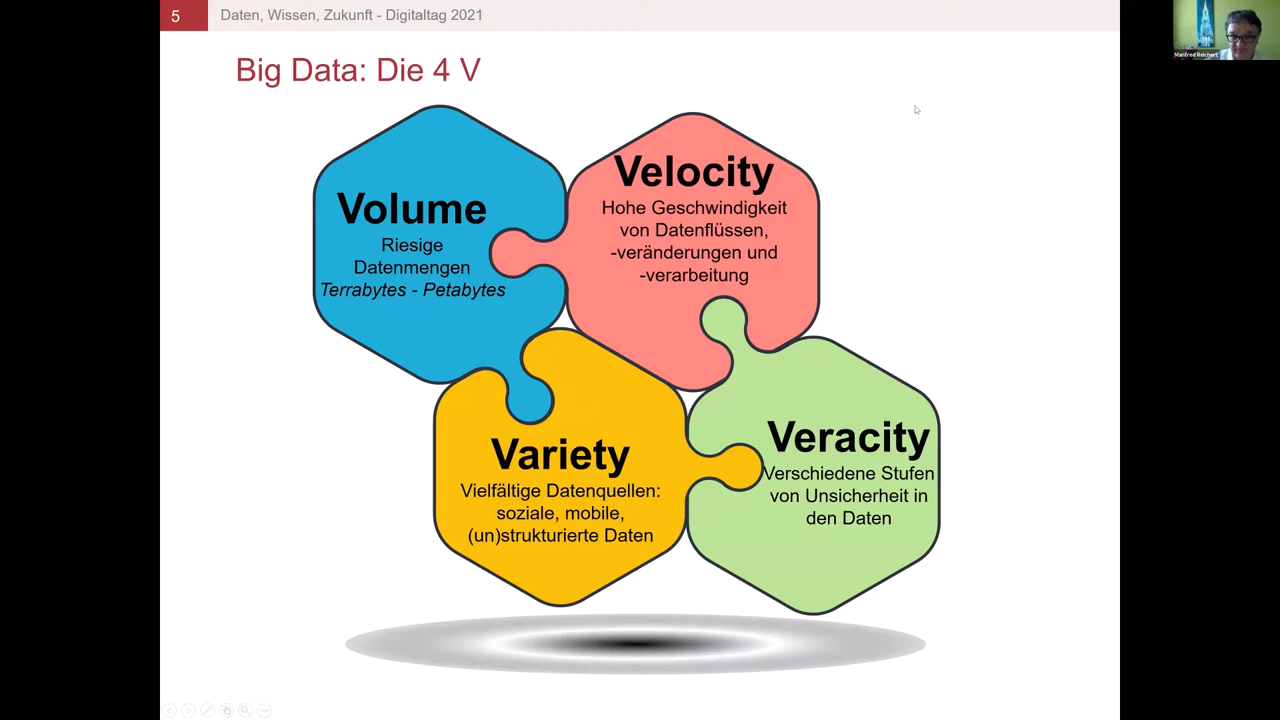 5
Daten, Wissen, Zukunft - Digitaltag 2021
Manfred Reichert
Big Data: Die 4 V
Volume
Riesige
Datenmengen
Terrabytes - Petabytes
Velocity
Hohe Geschwindigkeit
von Datenflüssen,
-veränderungen und
-verarbeitung
Variety
Vielfältige Datenquellen:
soziale, mobile,
(un)strukturierte Daten
Veracity
Verschiedene Stufen
von Unsicherheit in
den Daten